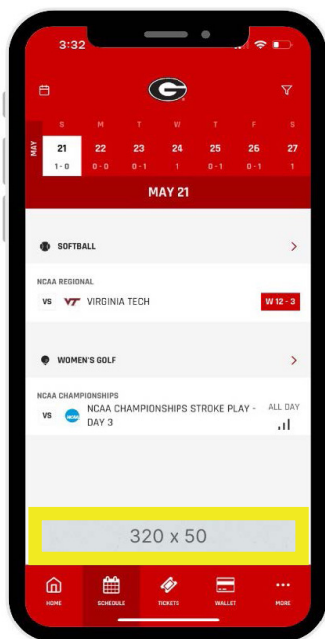 3:32
S M T W T F S
MAY 21 22 23 24 25 26 27
1 - 0 0 - 0 0 - 1 1 0 - 1 0 - 1 1
MAY 21
SOFTBALL
NCAA REGIONAL
VS VT VIRGINIA TECH W 12 - 3
WOMEN'S GOLF
NCAA CHAMPIONSHIPS
VS NCAA NCAA CHAMPIONSHIPS STROKE PLAY - ALL DAY
DAY 3
320 x 50
HOME SCHEDULE TICKETS WALLET MORE